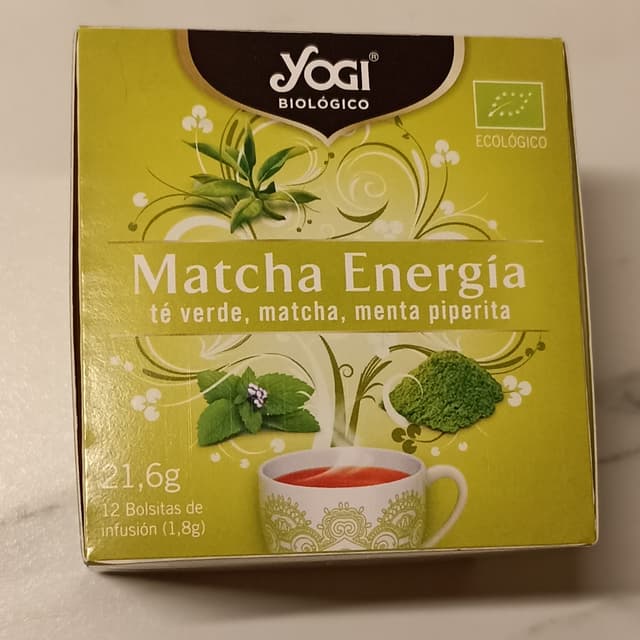 YOGI®
BIOLÓGICO
ECOLÓGICO
Matcha Energía
té verde, matcha, menta piperita
21,6g
12 Bolsitas de
infusión (1,8g)